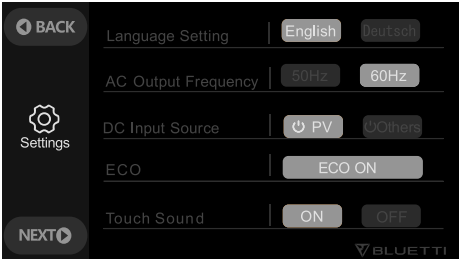 BACK
Language Setting English Deutsch
AC Output Frequency 50Hz 60Hz
Settings
DC Input Source PV Others
ECO ECO ON
Touch Sound ON OFF
NEXT
BLUETTI